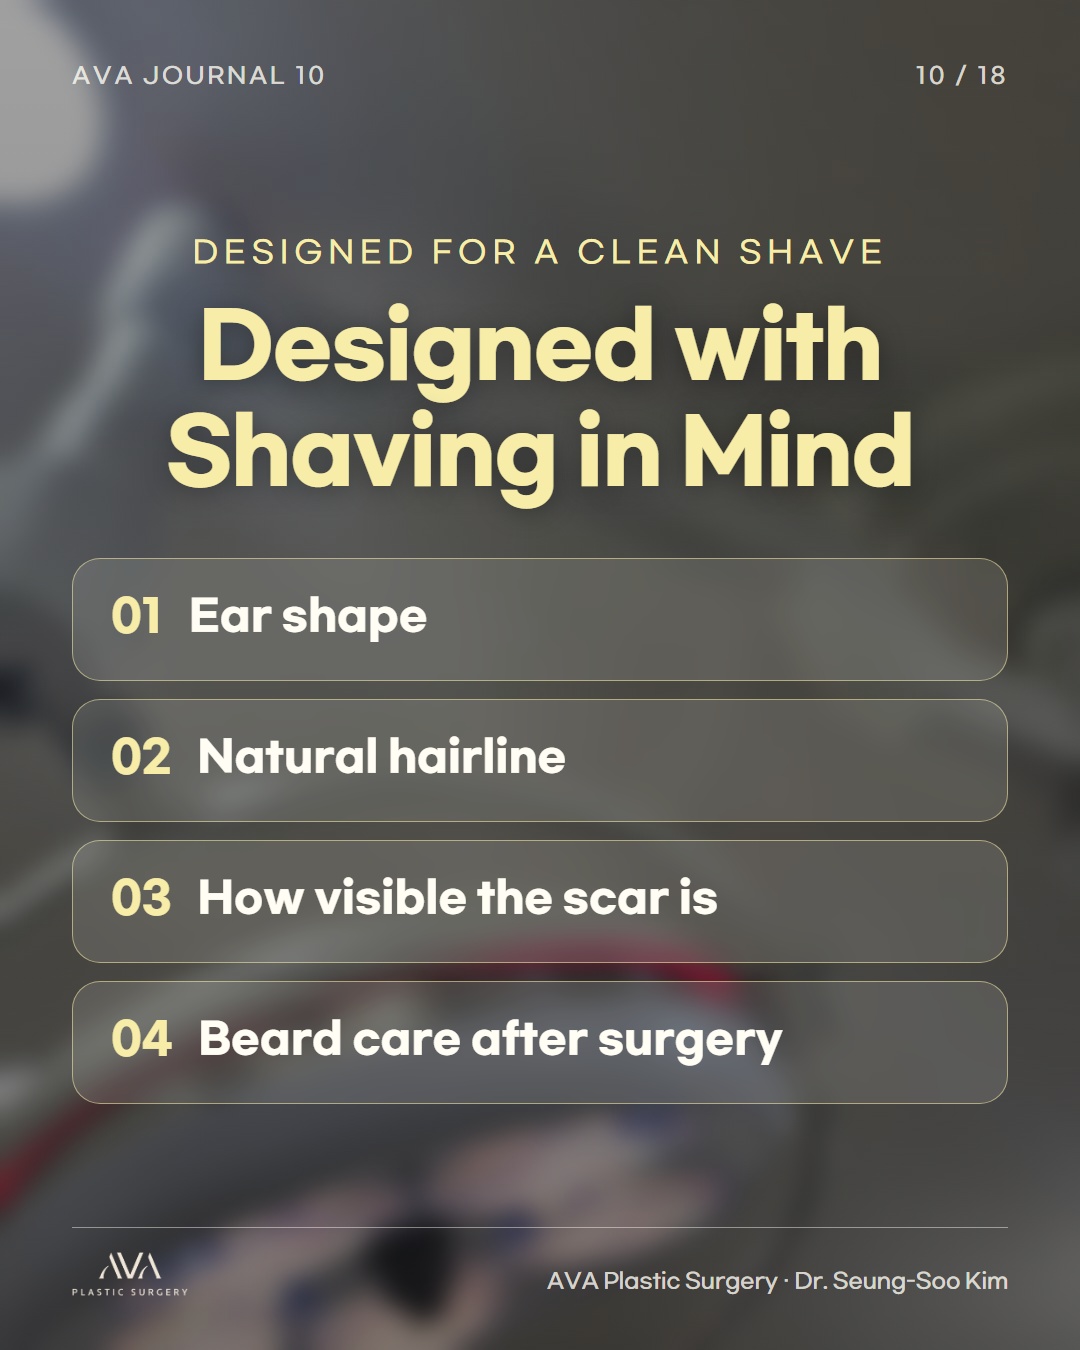 AVA JOURNAL 10
10 / 18
DESIGNED FOR A CLEAN SHAVE
Designed with
Shaving in Mind
01 Ear shape
02 Natural hairline
03 How visible the scar is
04 Beard care after surgery
AVA
PLASTIC SURGERY
AVA Plastic Surgery · Dr. Seung-Soo Kim